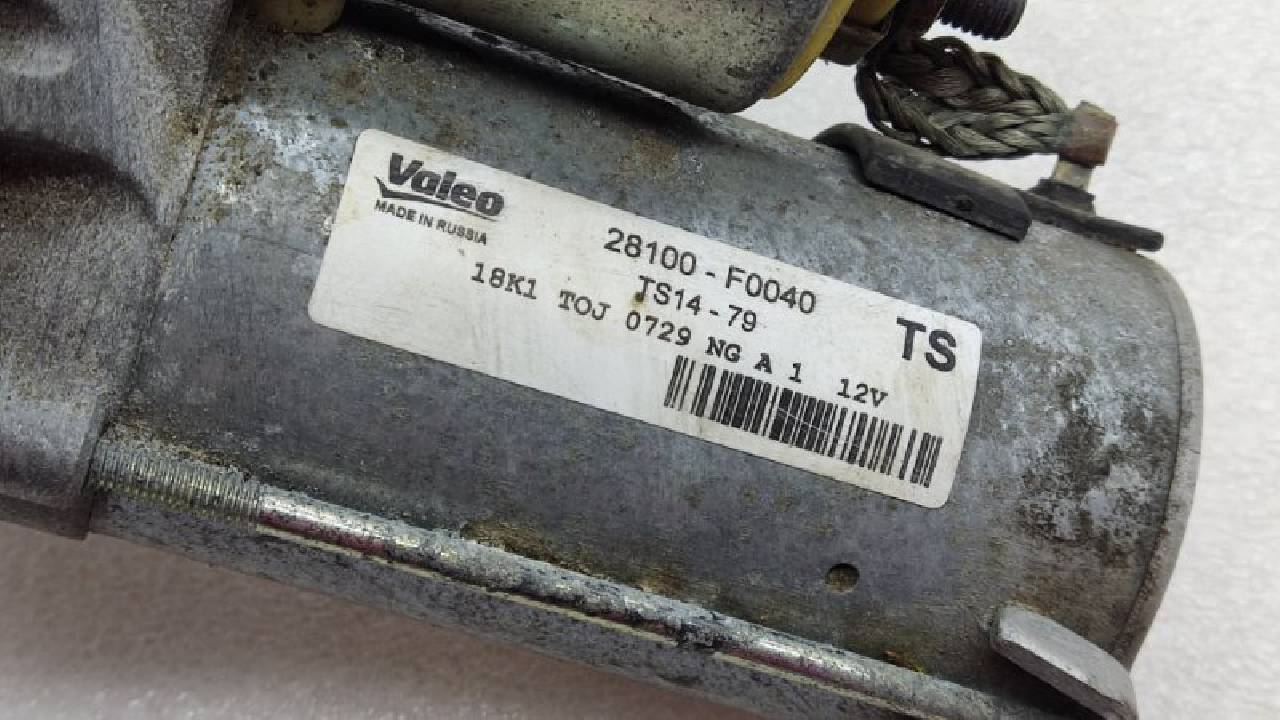 Valeo
MADE IN RUSSIA
28100 - F0040
TS14 - 79
TS
18K1 TOJ 0729 NG A 1 12V